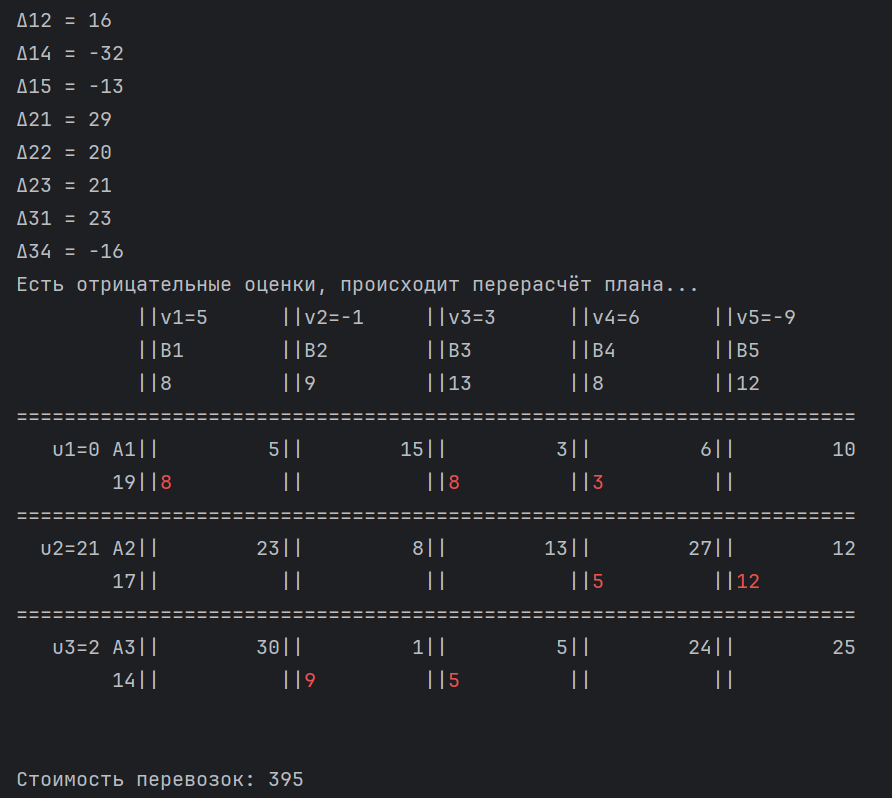 Δ12 = 16
Δ14 = -32
Δ15 = -13
Δ21 = 29
Δ22 = 20
Δ23 = 21
Δ31 = 23
Δ34 = -16
Есть отрицательные оценки, происходит перерасчёт плана...
          ||v1=5      ||v2=-1     ||v3=3      ||v4=6      ||v5=-9
          ||B1        ||B2        ||B3        ||B4        ||B5
          ||8         ||9         ||13        ||8         ||12
======================================================================
   u1=0 A1||         5||        15||         3||         6||        10
        19||8         ||          ||8         ||3         ||
======================================================================
  u2=21 A2||        23||         8||        13||        27||        12
        17||          ||          ||          ||5         ||12
======================================================================
   u3=2 A3||        30||         1||         5||        24||        25
        14||          ||9         ||5         ||          ||
Стоимость перевозок: 395